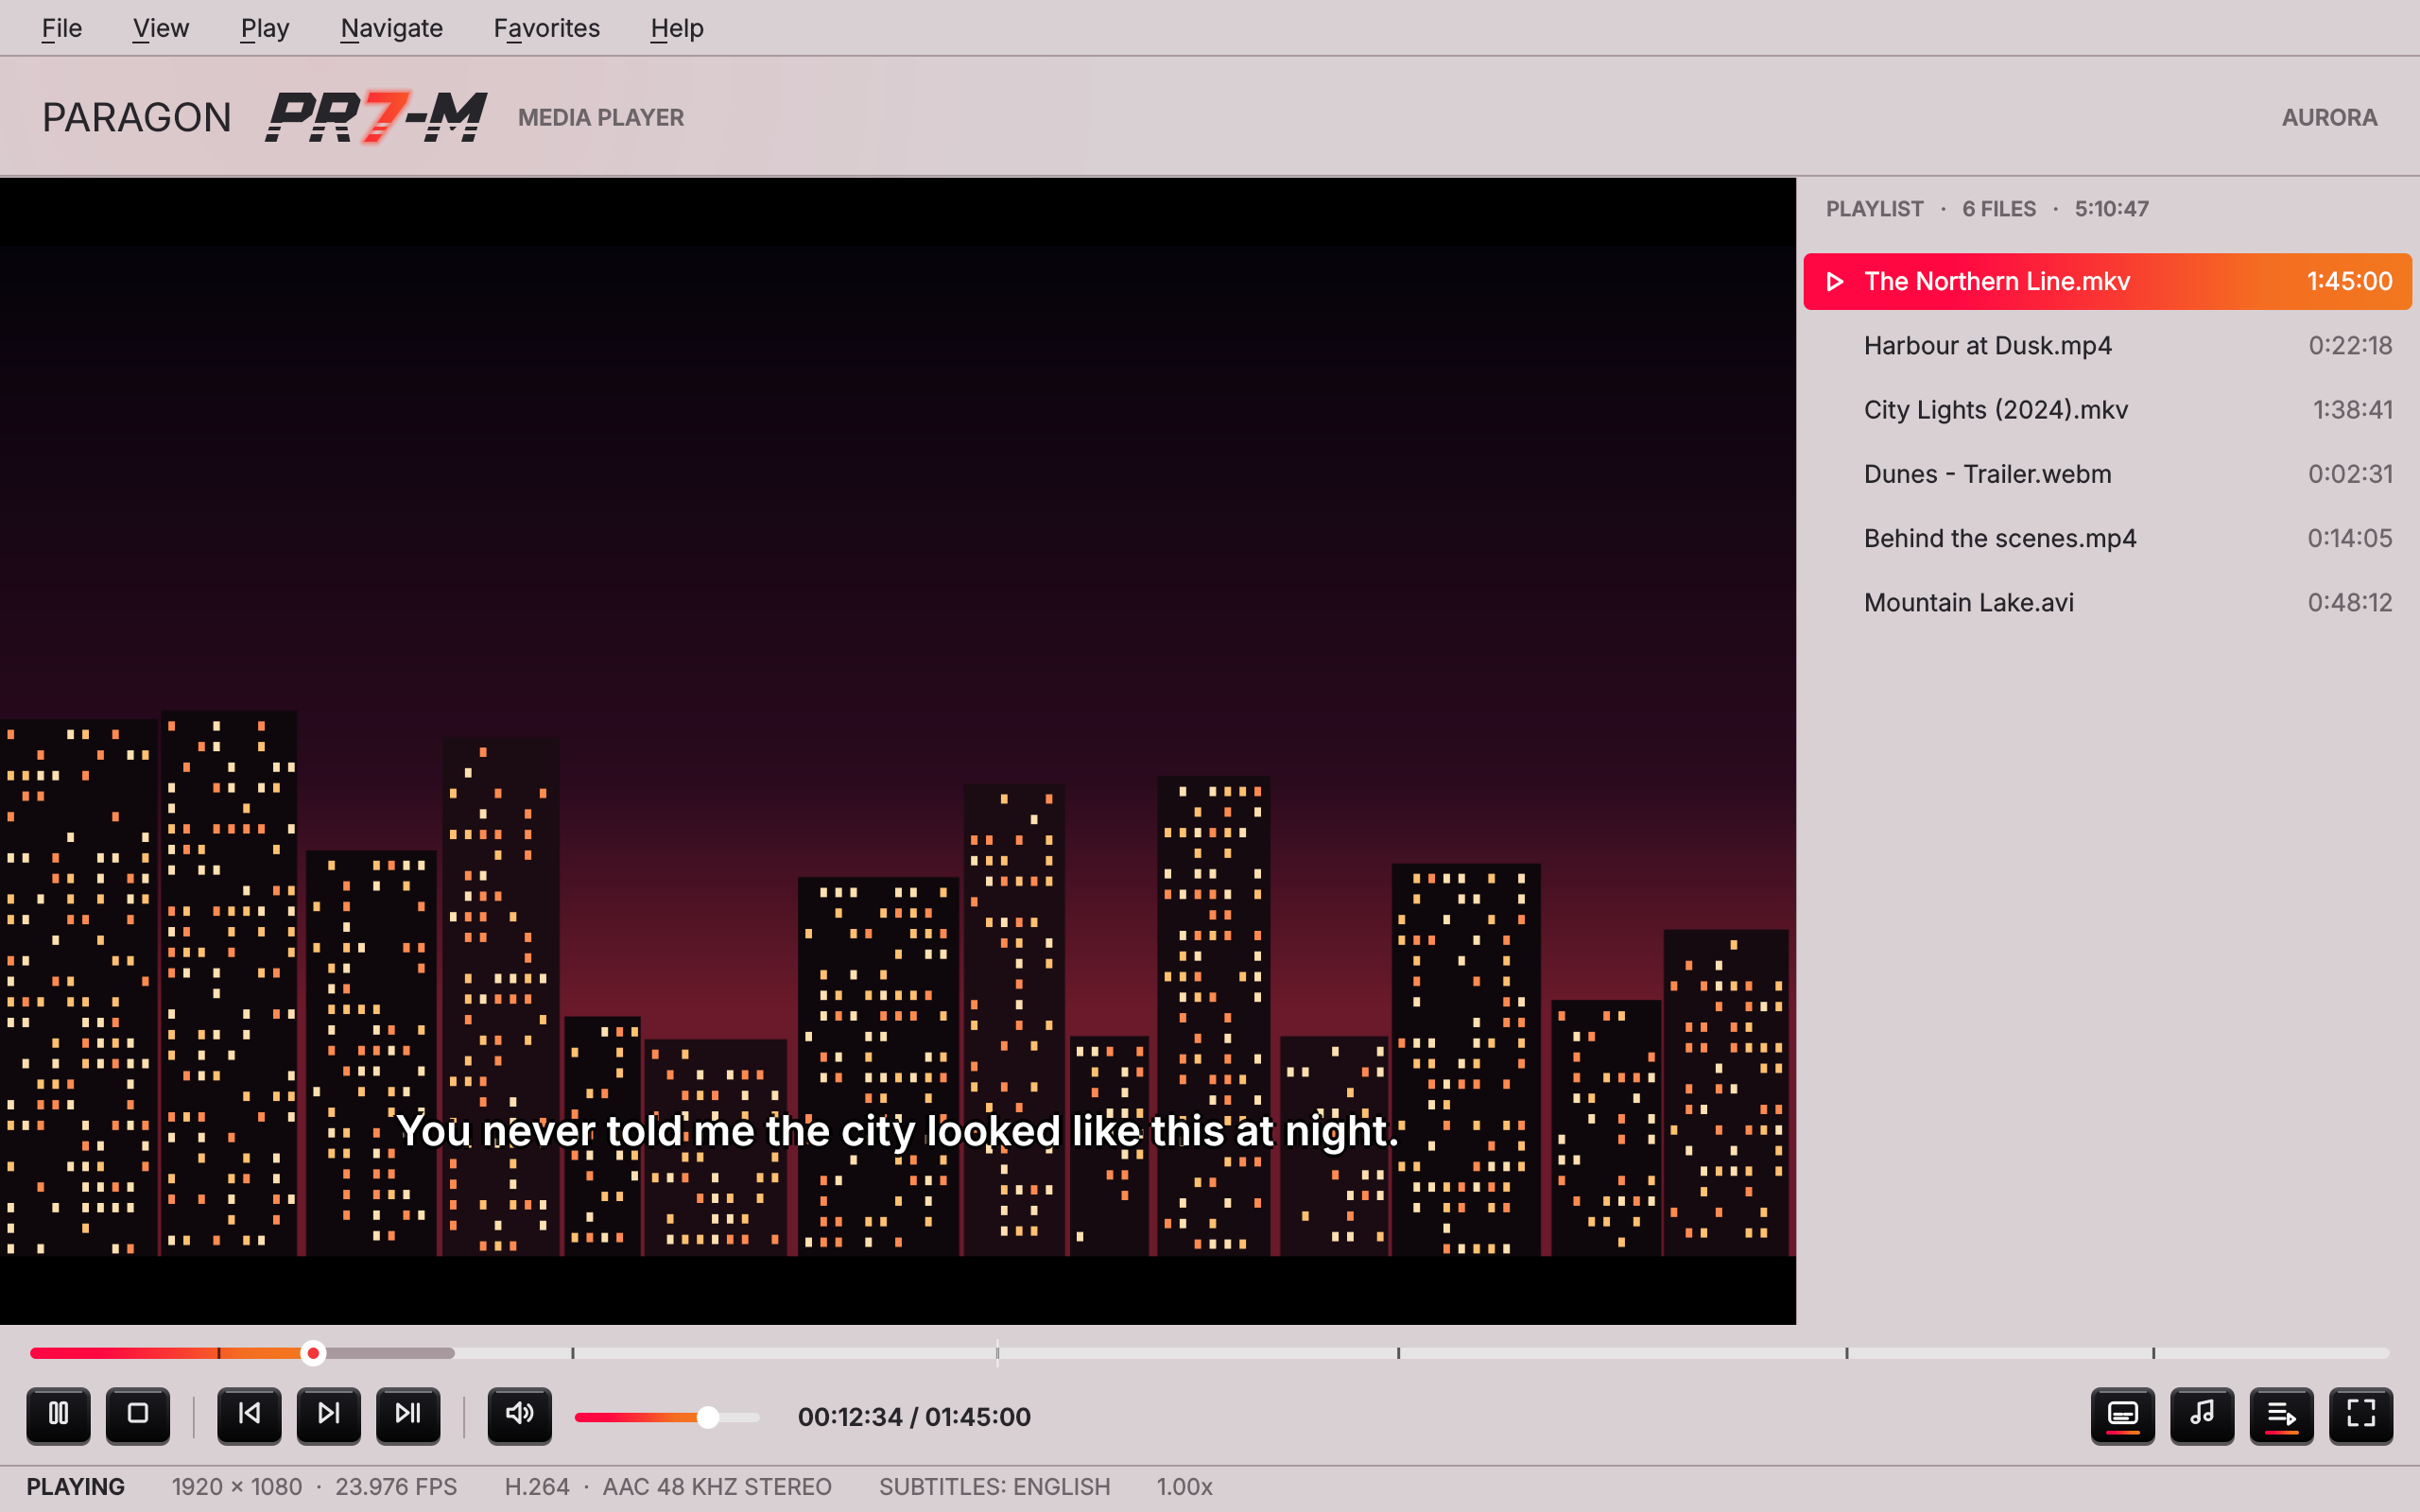 File View Play Navigate Favorites Help
PARAGON PR7-M MEDIA PLAYER AURORA
PLAYLIST · 6 FILES · 5:10:47
The Northern Line.mkv 1:45:00
Harbour at Dusk.mp4 0:22:18
City Lights (2024).mkv 1:38:41
Dunes - Trailer.webm 0:02:31
Behind the scenes.mp4 0:14:05
Mountain Lake.avi 0:48:12
You never told me the city looked like this at night.
00:12:34 / 01:45:00
PLAYING 1920 × 1080 · 23.976 FPS H.264 · AAC 48 KHZ STEREO SUBTITLES: ENGLISH 1.00x